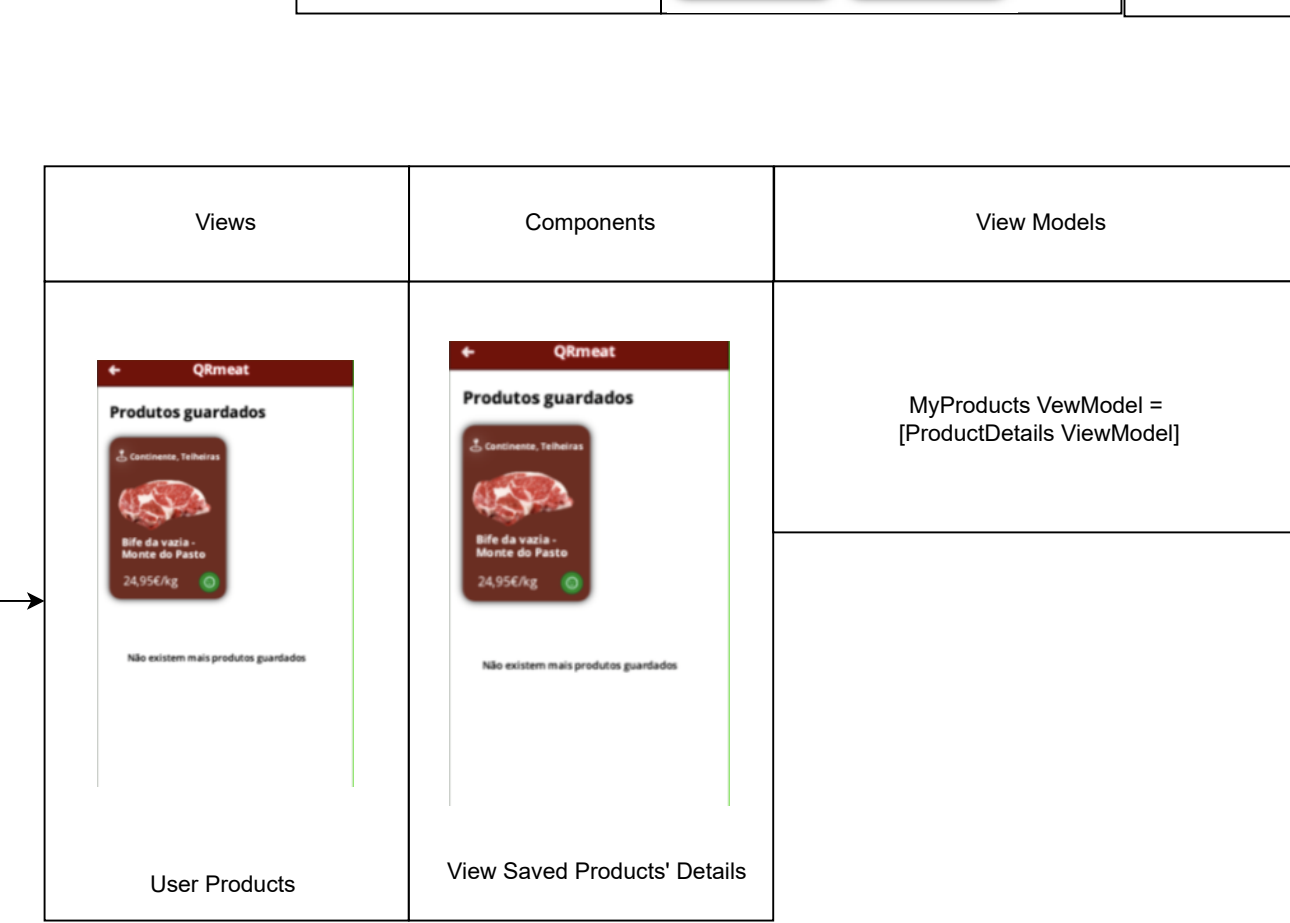 Views
Components
View Models
QRmeat
Produtos guardados
Continente, Telheiras
Bife da vazia -
Monte do Pasto
24,95€/kg
Não existem mais produtos guardados
User Products
QRmeat
Produtos guardados
Continente, Telheiras
Bife da vazia -
Monte do Pasto
24,95€/kg
Não existem mais produtos guardados
View Saved Products' Details
MyProducts VewModel =
[ProductDetails ViewModel]